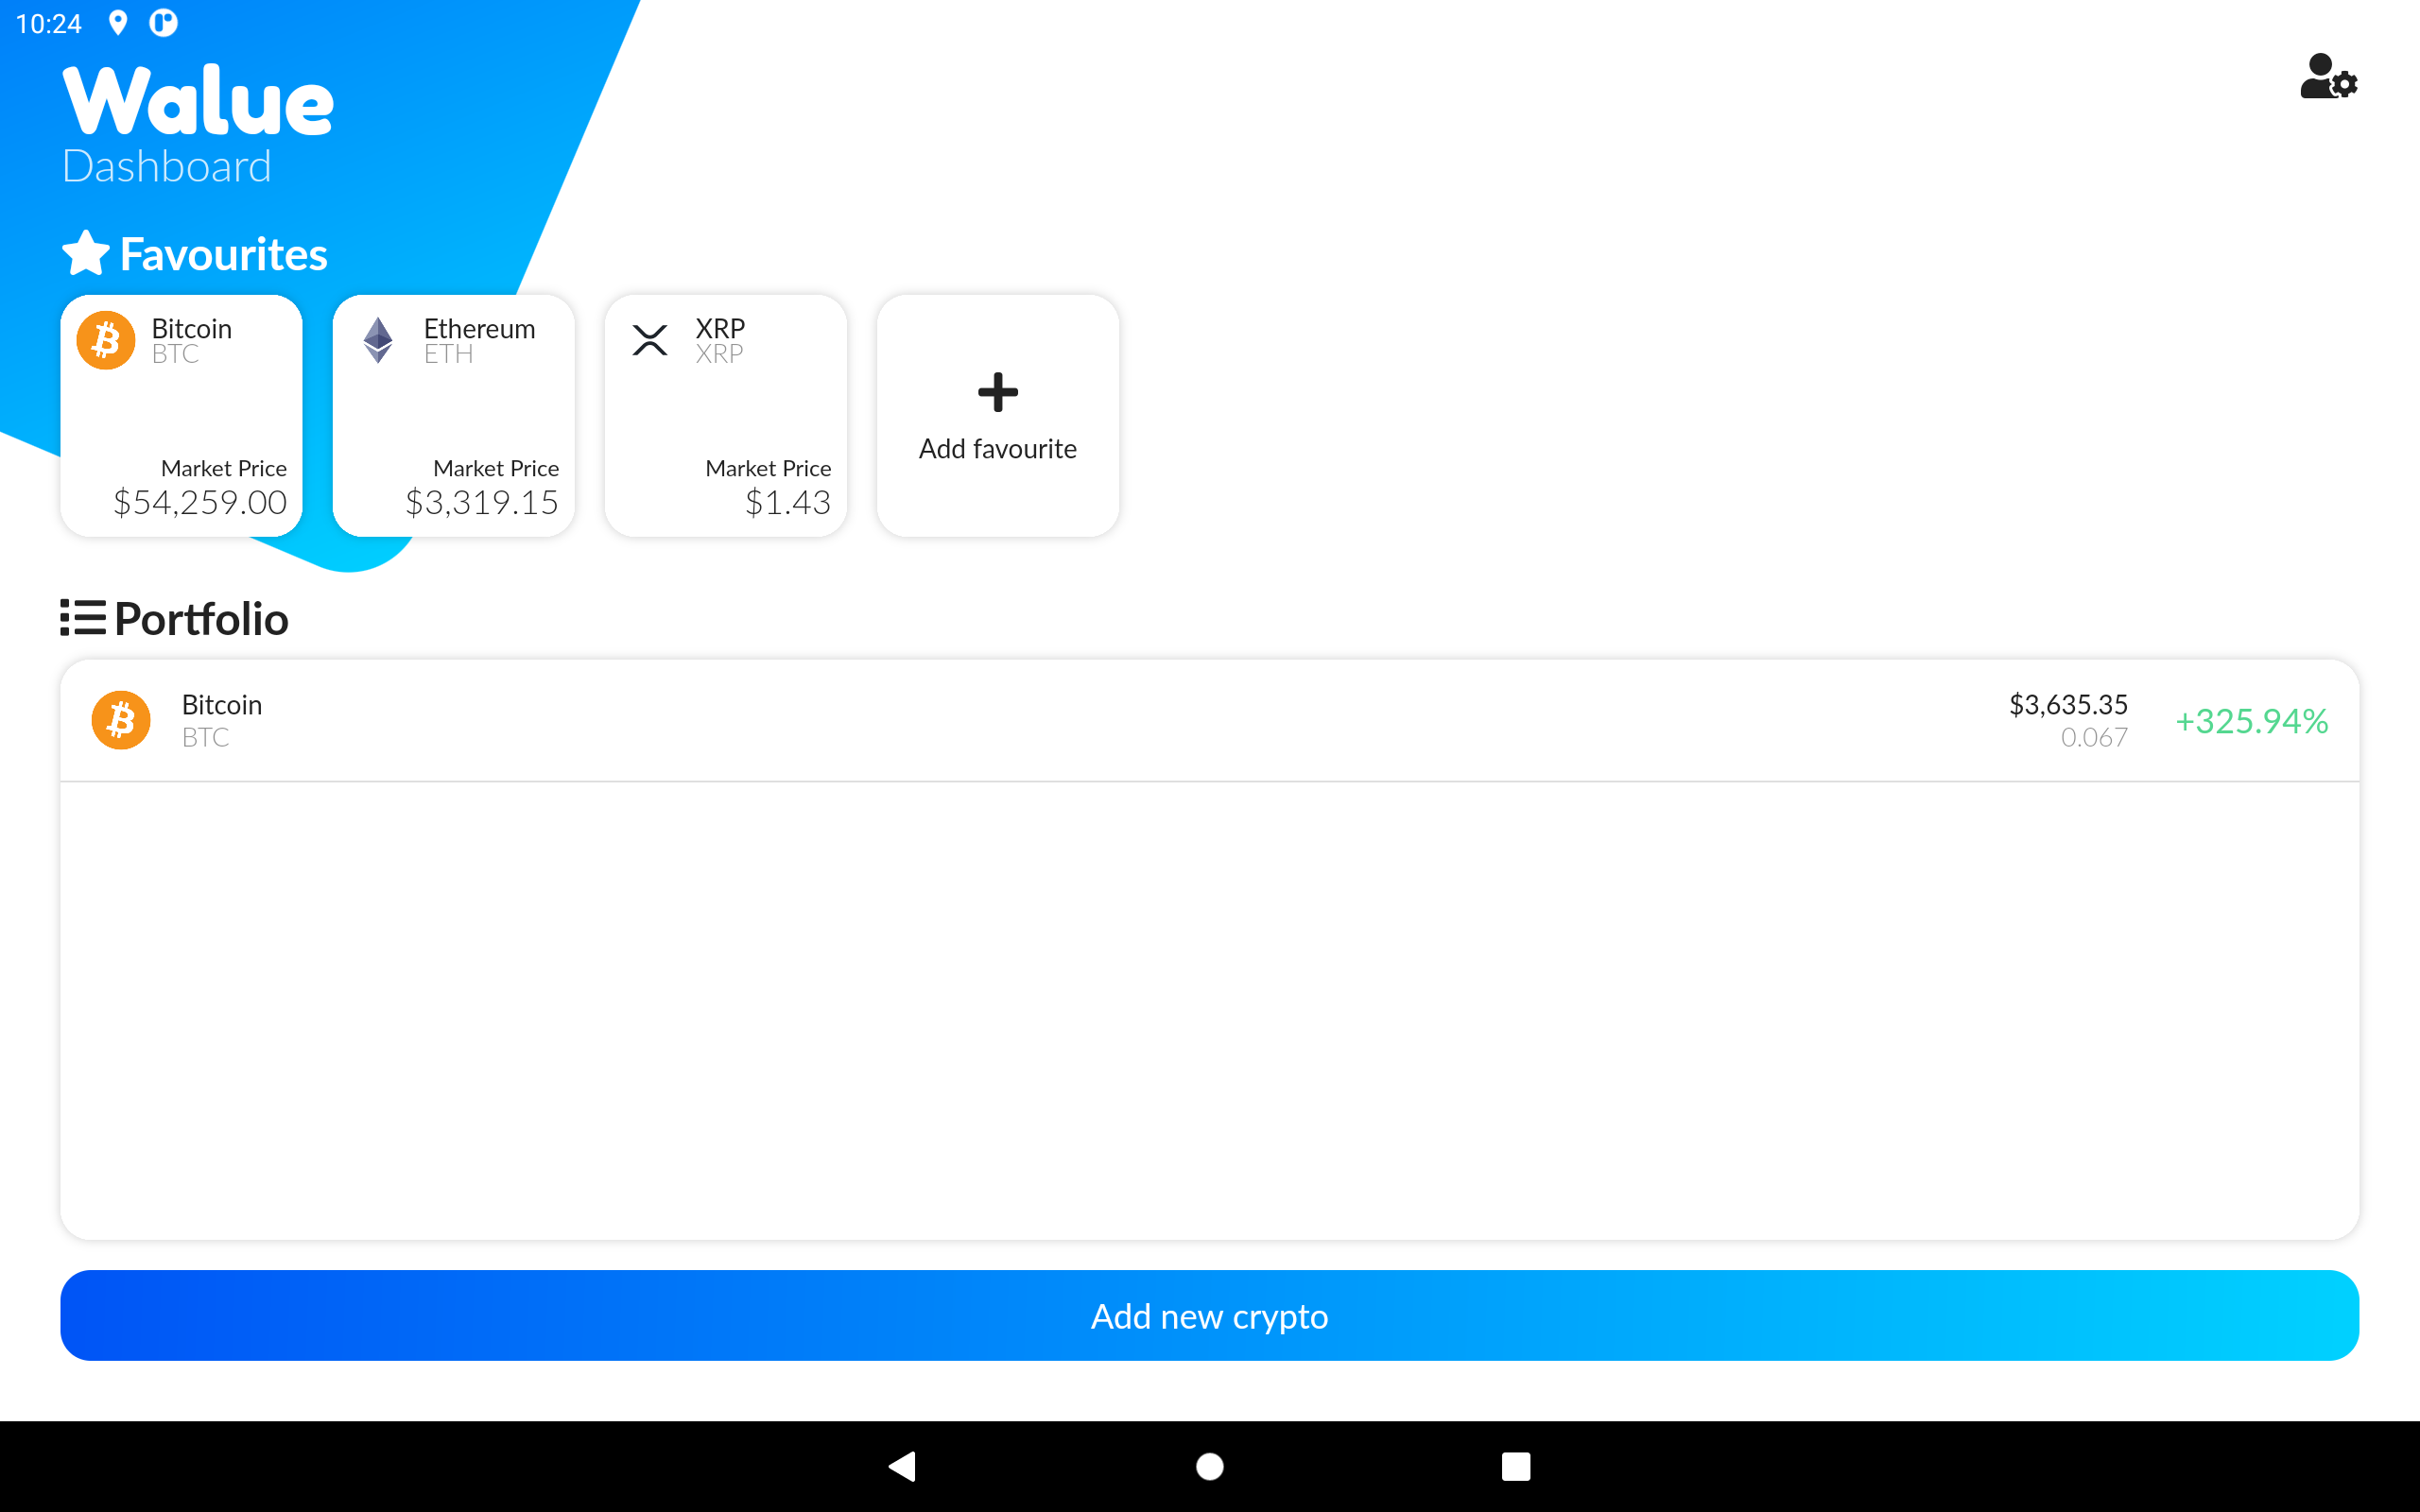 10:24
Walue
Dashboard
Favourites
Bitcoin
BTC
Market Price
$54,259.00
Ethereum
ETH
Market Price
$3,319.15
XRP
XRP
Market Price
$1.43
Add favourite
Portfolio
Bitcoin
BTC
$3,635.35
0.067
+325.94%
Add new crypto